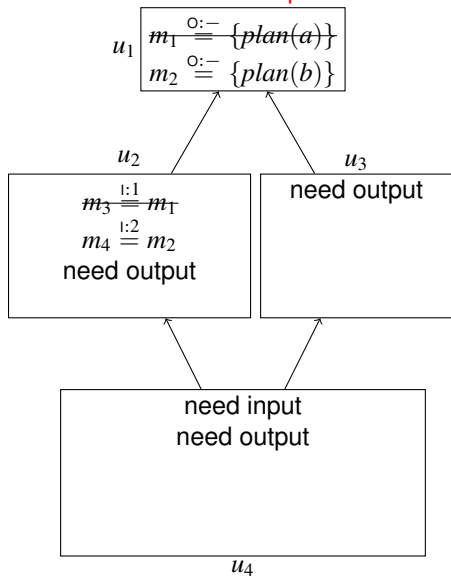 u1
m1 O:– = {plan(a)}
m2 O:– = {plan(b)}
u2
u3
m3 I:1 = m1
m4 I:2 = m2
need output
need output
need input
need output
u4